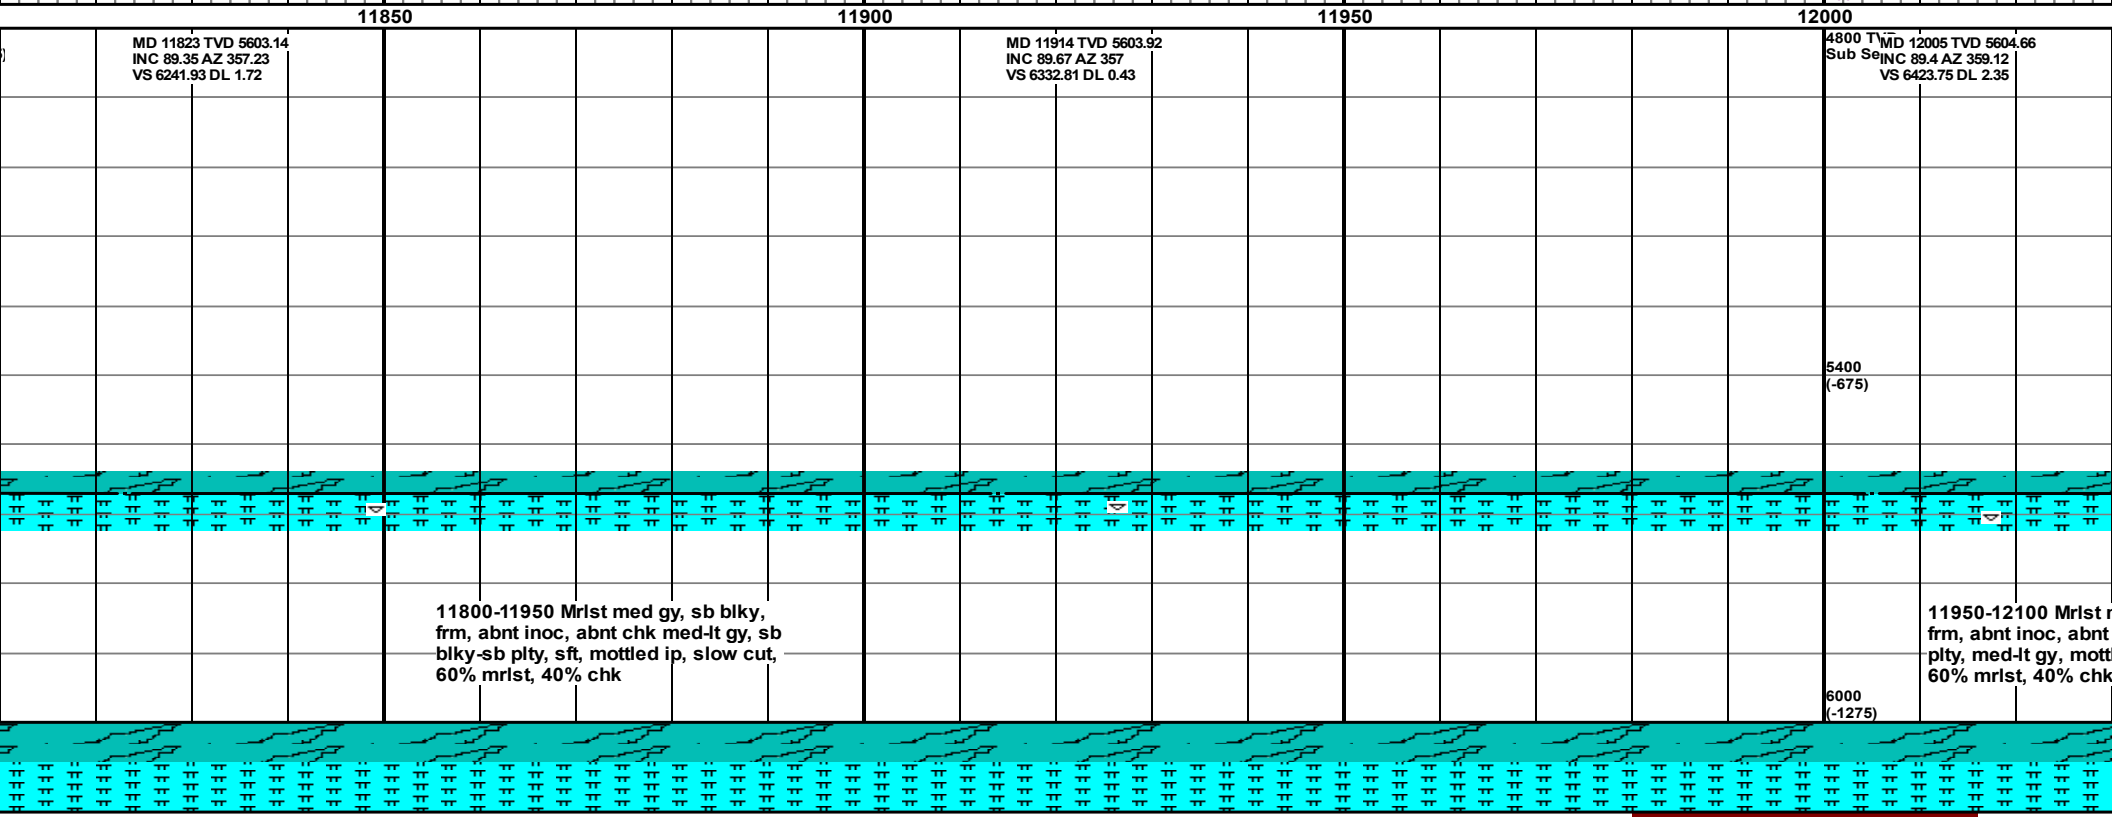 11850 11900 11950 12000
MD 11823 TVD 5603.14
INC 89.35 AZ 357.23
VS 6241.93 DL 1.72
MD 11914 TVD 5603.92
INC 89.67 AZ 357
VS 6332.81 DL 0.43
4800
Sub
MD 12005 TVD 5604.66
INC 89.4 AZ 359.12
VS 6423.75 DL 2.35
5400
(-675)
11800-11950 Mrlst med gy, sb blky,
frm, abnt inoc, abnt chk med-lt gy, sb
blky-sb plty, sft, mottled ip, slow cut,
60% mrlst, 40% chk
11950-12100 Mrlst
frm, abnt inoc, abnt
plty, med-lt gy,
60% mrlst, 40% chk
6000
(-1275)